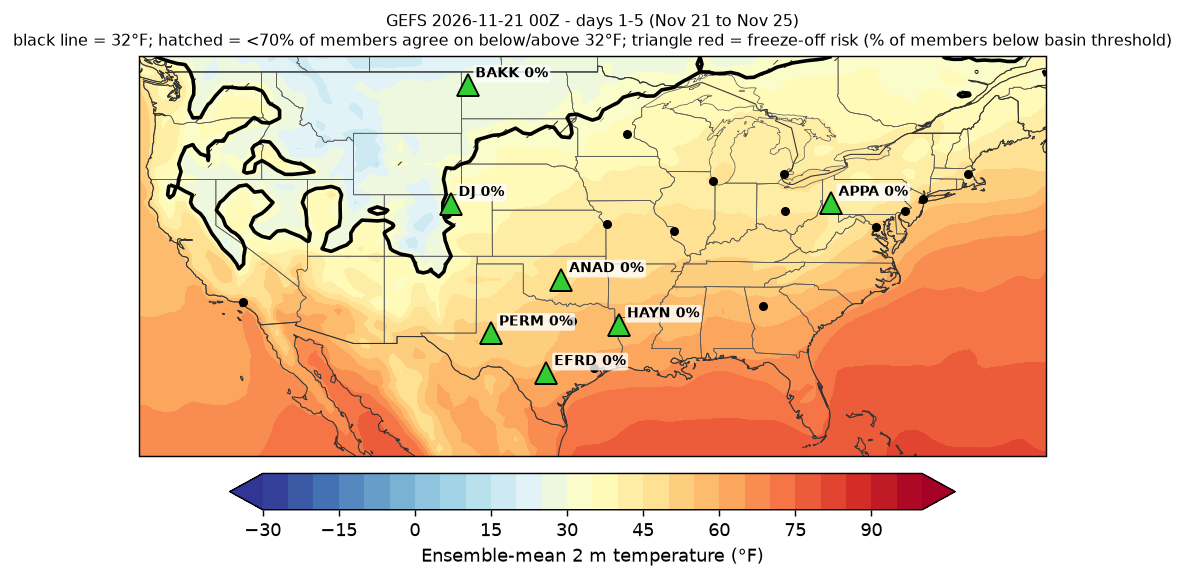 GEFS 2026-11-21 00Z - days 1-5 (Nov 21 to Nov 25)
black line = 32°F; hatched = <70% of members agree on below/above 32°F; triangle red = freeze-off risk (% of members below basin threshold)
BAKK 0%
DJ 0%
APPA 0%
ANAD 0%
PERM 0%
HAYN 0%
EFRD 0%
−30 −15 0 15 30 45 60 75 90
Ensemble-mean 2 m temperature (°F)